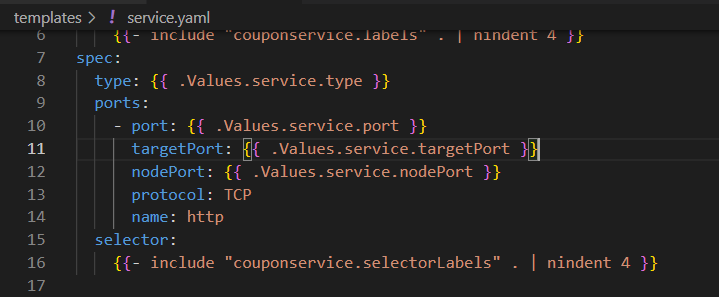 templates > ! service.yaml
6 {{- include "couponservice.labels" . | nindent 4 }}
7 spec:
8 type: {{ .Values.service.type }}
9 ports:
10 - port: {{ .Values.service.port }}
11 targetPort: {{ .Values.service.targetPort }}
12 nodePort: {{ .Values.service.nodePort }}
13 protocol: TCP
14 name: http
15 selector:
16 {{- include "couponservice.selectorLabels" . | nindent 4 }}
17